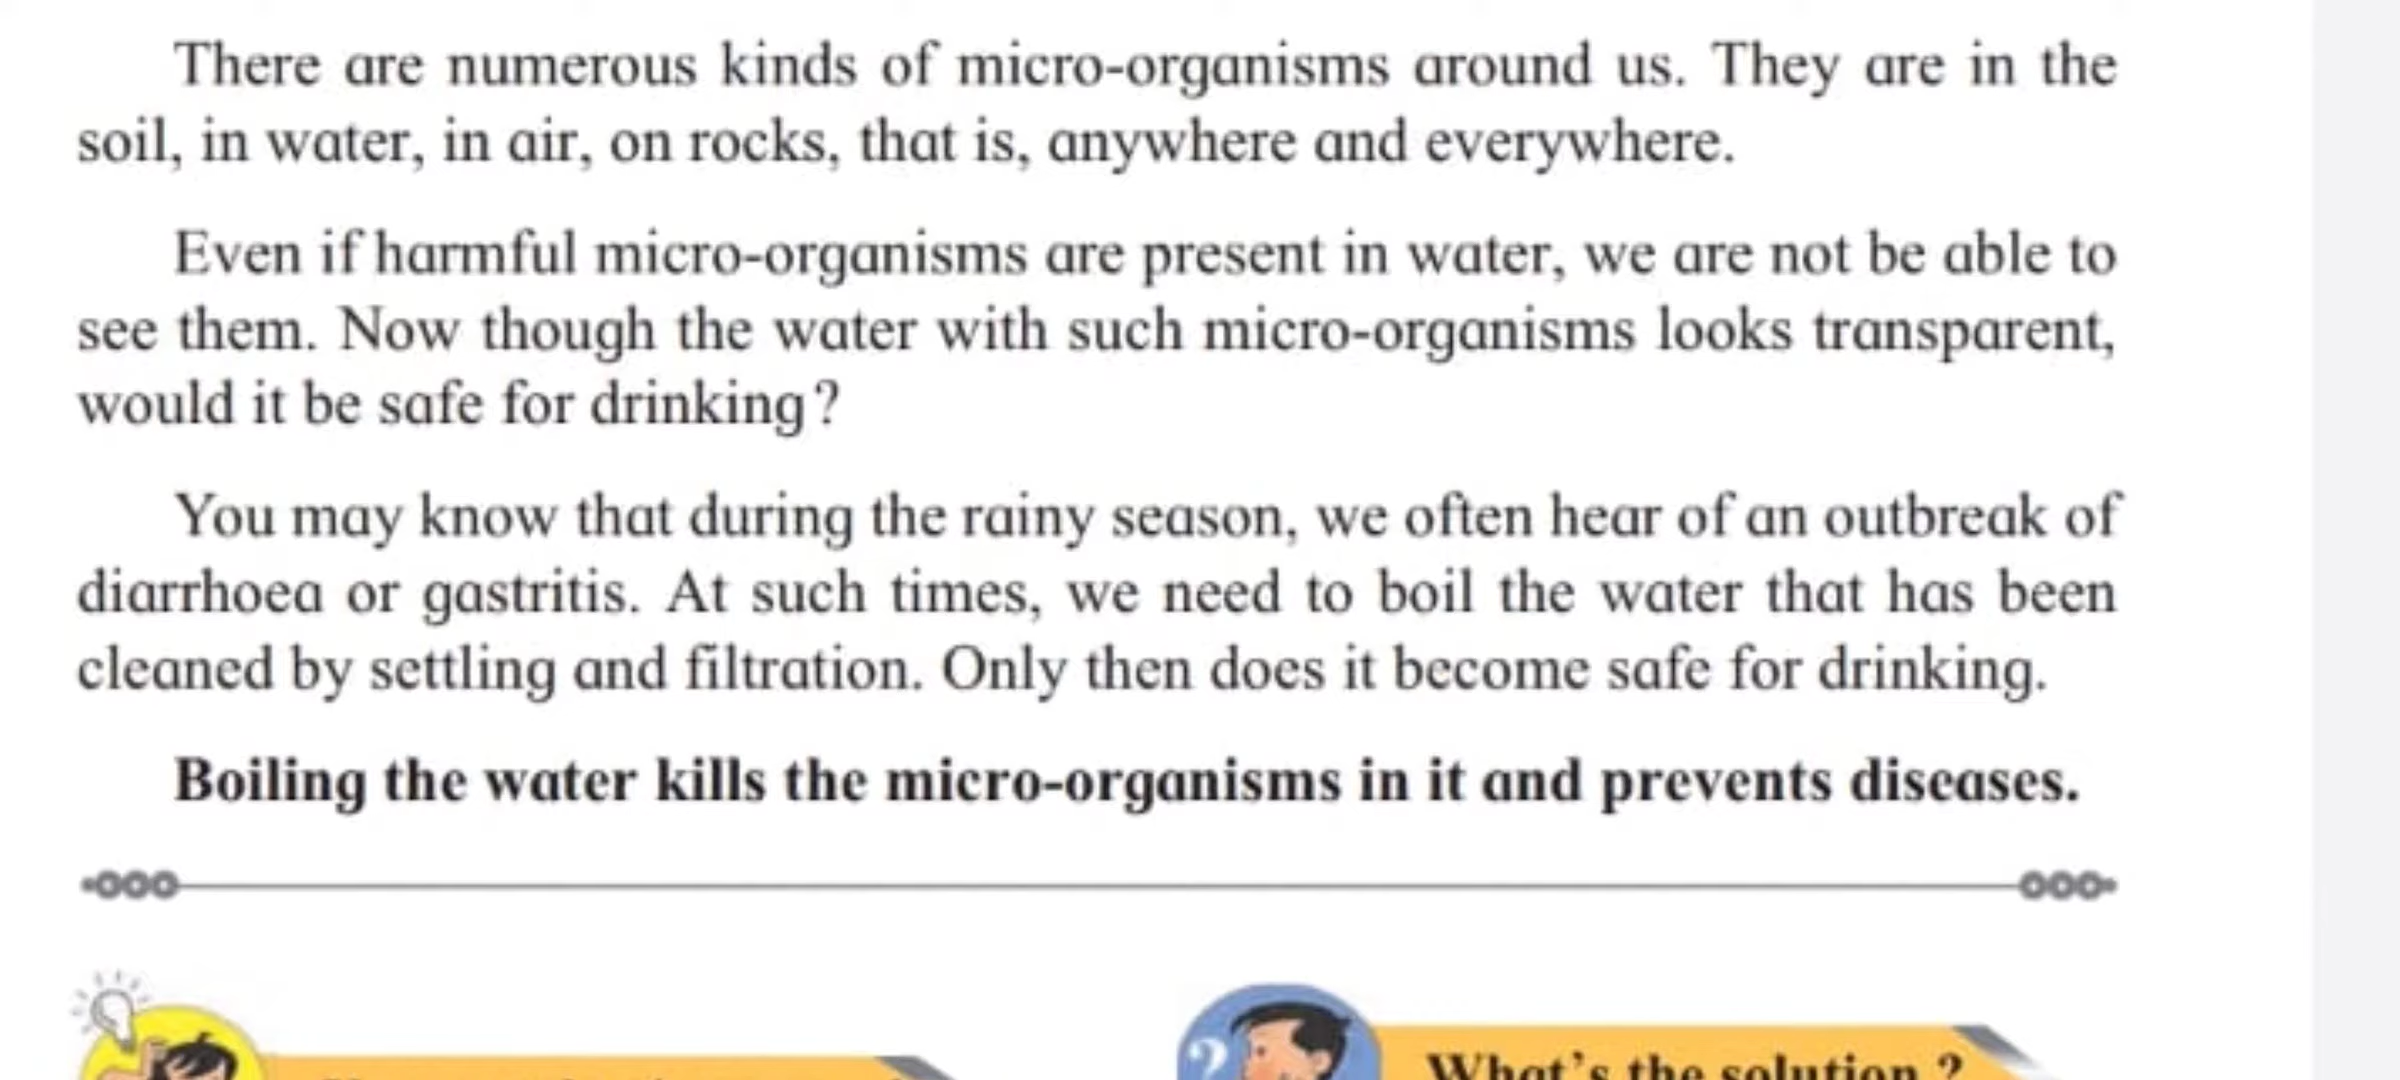 There are numerous kinds of micro-organisms around us. They are in the
soil, in water, in air, on rocks, that is, anywhere and everywhere.
Even if harmful micro-organisms are present in water, we are not be able to
see them. Now though the water with such micro-organisms looks transparent,
would it be safe for drinking?
You may know that during the rainy season, we often hear of an outbreak of
diarrhoea or gastritis. At such times, we need to boil the water that has been
cleaned by settling and filtration. Only then does it become safe for drinking.
Boiling the water kills the micro-organisms in it and prevents diseases.
?
What's the solution ?